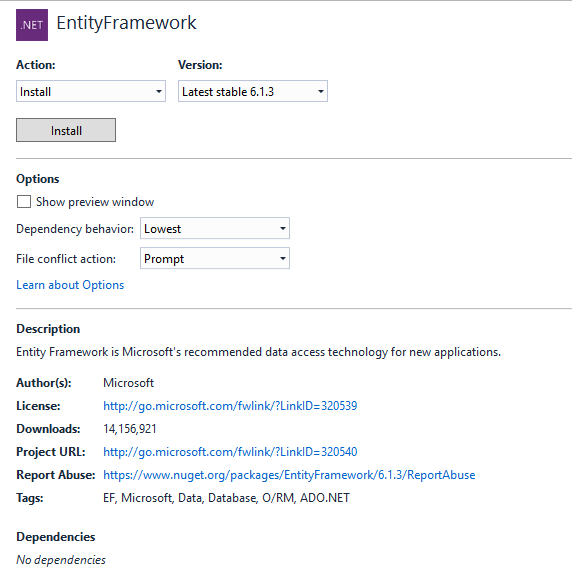 .NET EntityFramework
Action: Version:
Install Latest stable 6.1.3
Install
Options
Show preview window
Dependency behavior: Lowest
File conflict action: Prompt
Learn about Options
Description
Entity Framework is Microsoft's recommended data access technology for new applications.
Author(s): Microsoft
License: http://go.microsoft.com/fwlink/?LinkID=320539
Downloads: 14,156,921
Project URL: http://go.microsoft.com/fwlink/?LinkID=320540
Report Abuse: https://www.nuget.org/packages/EntityFramework/6.1.3/ReportAbuse
Tags: EF, Microsoft, Data, Database, O/RM, ADO.NET
Dependencies
No dependencies